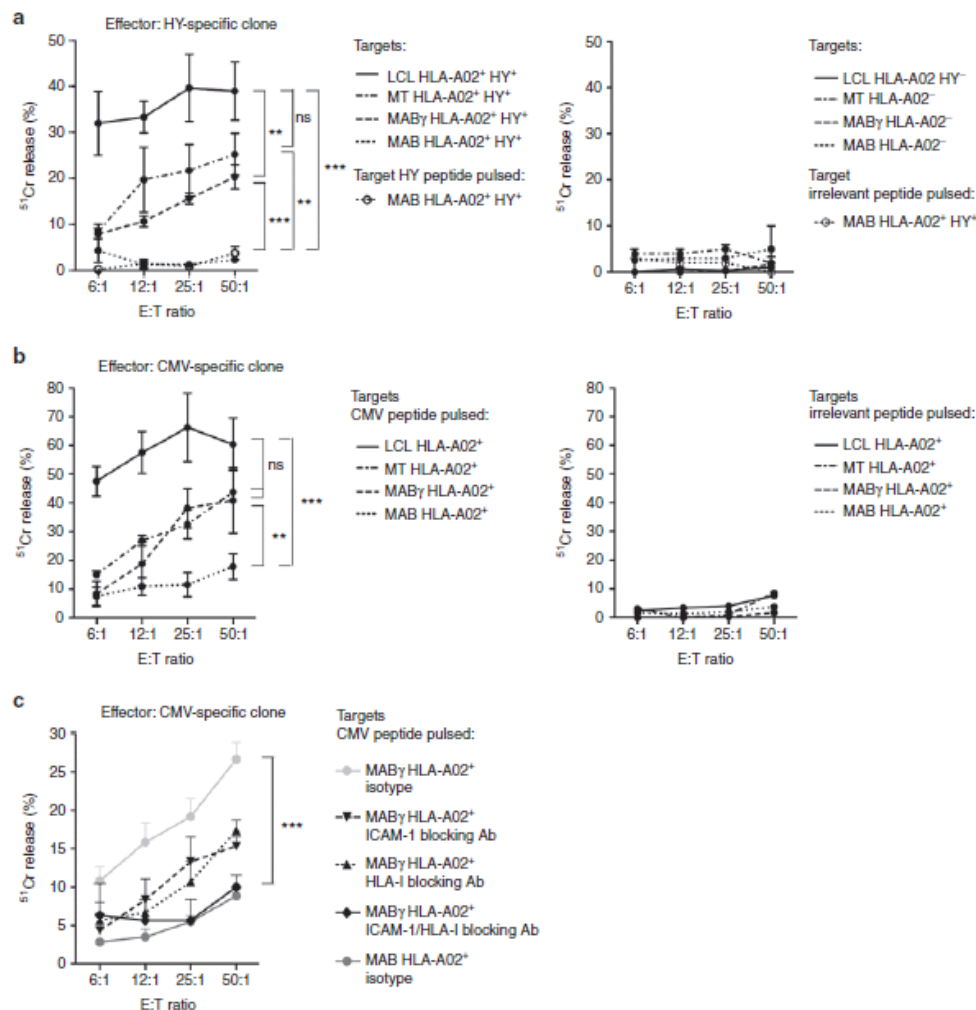 a
Effector: HY-specific clone
50
40
30
20
10
0
⁵¹Cr release (%)
6:1 12:1 25:1 50:1
E:T ratio
**
ns
***
**
***
Targets:
LCL HLA-A02⁺ HY⁺
MT HLA-A02⁺ HY⁺
MABγ HLA-A02⁺ HY⁺
MAB HLA-A02⁺ HY⁺
Target HY peptide pulsed:
MAB HLA-A02⁺ HY⁺
50
40
30
20
10
0
⁵¹Cr release (%)
6:1 12:1 25:1 50:1
E:T ratio
Targets:
LCL HLA-A02 HY⁻
MT HLA-A02⁻
MABγ HLA-A02⁻
MAB HLA-A02⁻
Target
irrelevant peptide pulsed:
MAB HLA-A02⁺ HY⁺
b
Effector: CMV-specific clone
80
70
60
50
40
30
20
10
0
⁵¹Cr release (%)
6:1 12:1 25:1 50:1
E:T ratio
ns
***
**
Targets
CMV peptide pulsed:
LCL HLA-A02⁺
MT HLA-A02⁺
MABγ HLA-A02⁺
MAB HLA-A02⁺
80
70
60
50
40
30
20
10
0
⁵¹Cr release (%)
6:1 12:1 25:1 50:1
E:T ratio
Targets
irrelevant peptide pulsed:
LCL HLA-A02⁺
MT HLA-A02⁺
MABγ HLA-A02⁺
MAB HLA-A02⁺
c
Effector: CMV-specific clone
30
25
20
15
10
5
0
⁵¹Cr release (%)
6:1 12:1 25:1 50:1
E:T ratio
***
Targets
CMV peptide pulsed:
MABγ HLA-A02⁺
isotype
MABγ HLA-A02⁺
ICAM-1 blocking Ab
MABγ HLA-A02⁺
HLA-I blocking Ab
MABγ HLA-A02⁺
ICAM-1/HLA-I blocking Ab
MAB HLA-A02⁺
isotype